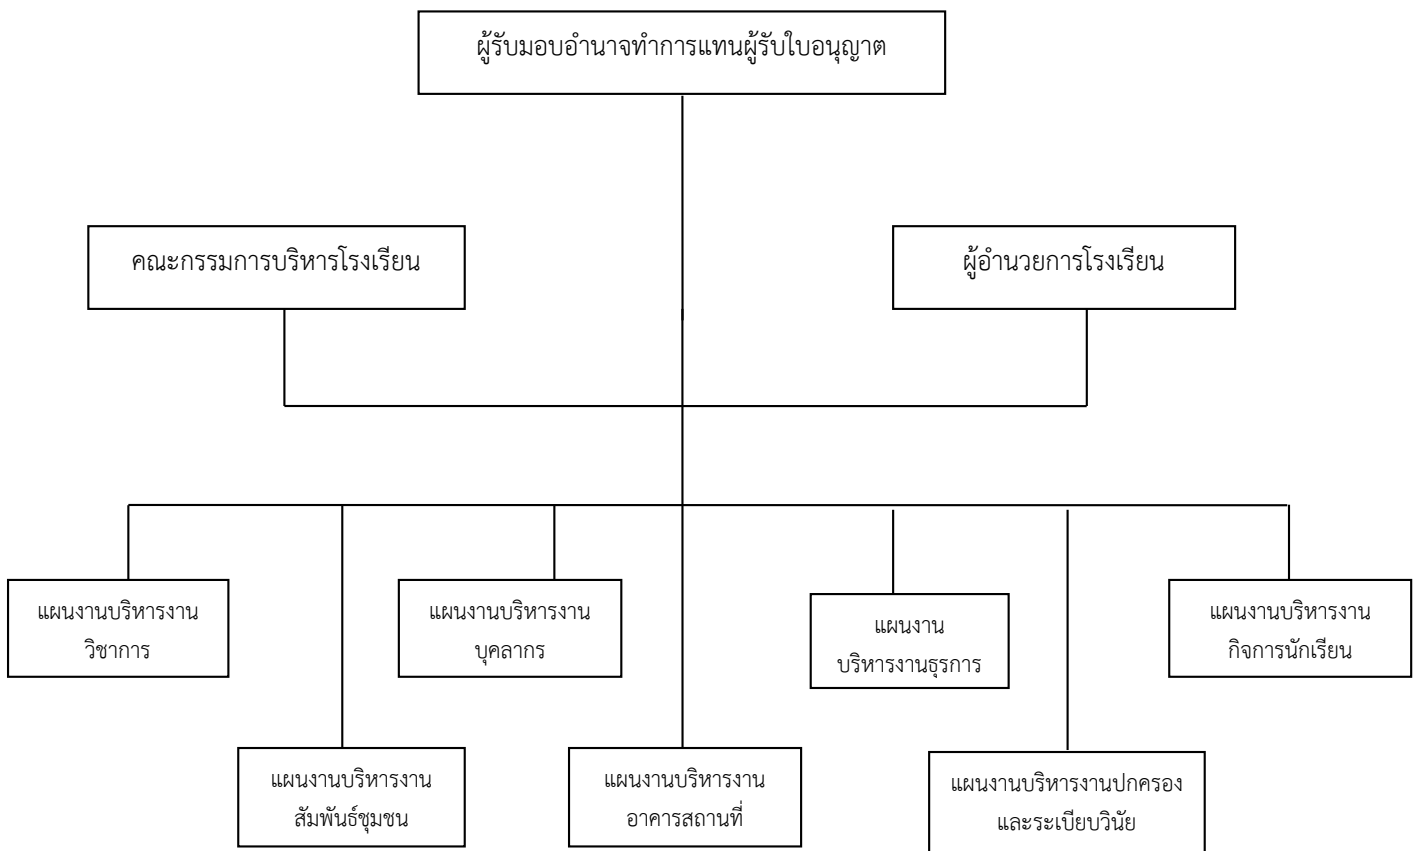 ผู้รับมอบอำนาจทำการแทนผู้รับใบอนุญาต
คณะกรรมการบริหารโรงเรียน
ผู้อำนวยการโรงเรียน
แผนงานบริหารงาน
วิชาการ
แผนงานบริหารงาน
บุคลากร
แผนงาน
บริหารงานธุรการ
แผนงานบริหารงาน
กิจการนักเรียน
แผนงานบริหารงาน
สัมพันธ์ชุมชน
แผนงานบริหารงาน
อาคารสถานที่
แผนงานบริหารงานปกครอง
และระเบียบวินัย